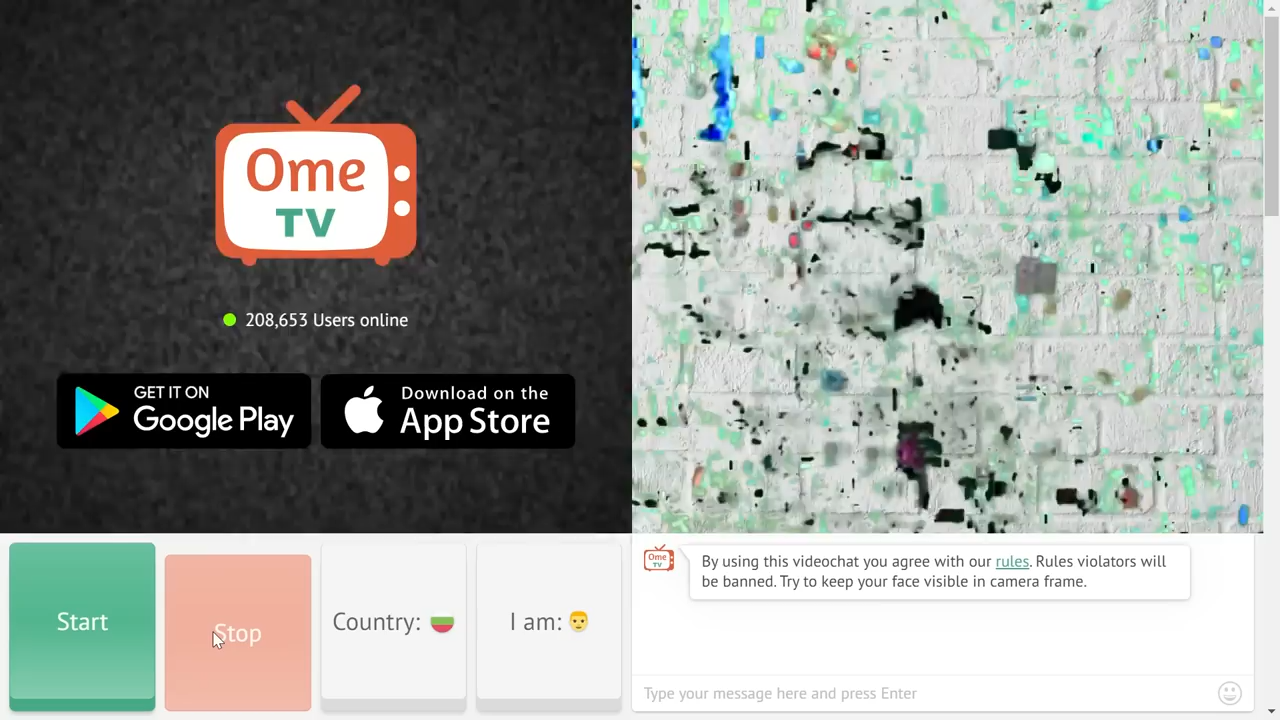 Ome
TV
208,653 Users online
GET IT ON
Google Play
Download on the
App Store
Start
Stop
Country:
I am:
Ome
TV
By using this videochat you agree with our rules. Rules violators will
be banned. Try to keep your face visible in camera frame.
Type your message here and press Enter